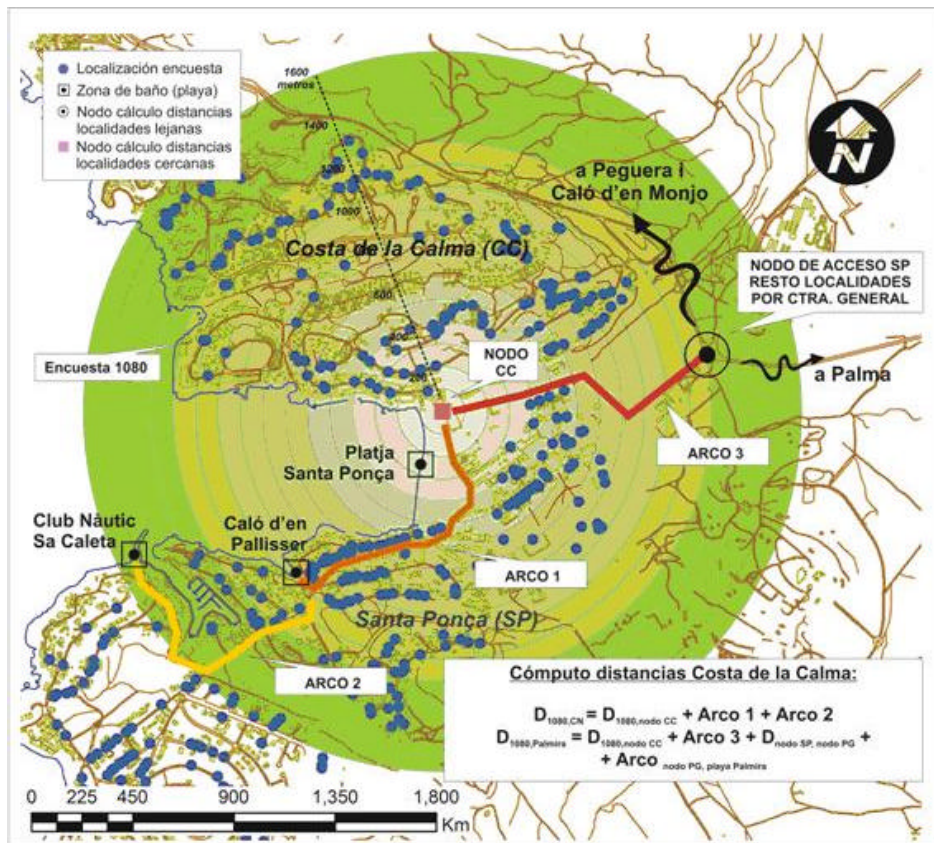 Localización encuesta
Zona de baño (playa)
Nodo cálculo distancias
localidades lejanas
Nodo cálculo distancias
localidades cercanas
1600
metros
1400
1200
1000
600
400
200
N
a Peguera i
Caló d'en Monjo
Costa de la Calma (CC)
NODO DE ACCESO SP
RESTO LOCALIDADES
POR CTRA. GENERAL
Encuesta 1080
NODO
CC
a Palma
ARCO 3
Platja
Santa Ponça
Club Nàutic
Sa Caleta
Caló d'en
Pallisser
ARCO 1
Santa Ponça (SP)
ARCO 2
Cómputo distancias Costa de la Calma:
D1080,CN = D1080,nodo CC + Arco 1 + Arco 2
D1080,Palmira = D1080,nodo CC + Arco 3 + Dnodo SP, nodo PG +
+ Arco nodo PG, playa Palmira
0 225 450 900 1,350 1,800
Km